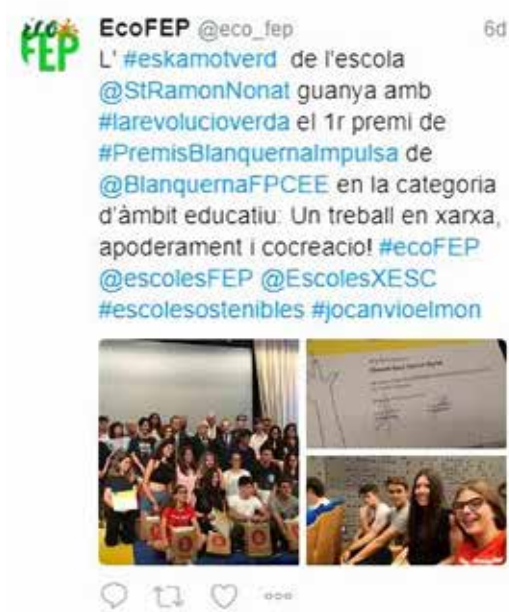 eco
FEP
EcoFEP @eco_fep 6d
L' #eskamotverd de l'escola
@StRamonNonat guanya amb
#larevolucioverda el 1r premi de
#PremisBlanquernaImpulsa de
@BlanquernaFPCEE en la categoria
d'àmbit educatiu: Un treball en xarxa,
apoderament i cocreacio! #ecoFEP
@escolesFEP @EscolesXESC
#escolesostenibles #jocanvioelmon